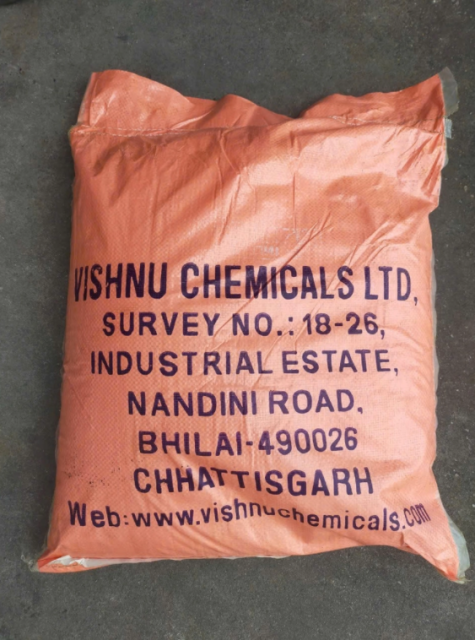 VISHNU CHEMICALS LTD,
SURVEY NO.: 18-26,
INDUSTRIAL ESTATE,
NANDINI ROAD,
BHILAI-490026
CHHATTISGARH
Web:www.vishnuchemicals.com